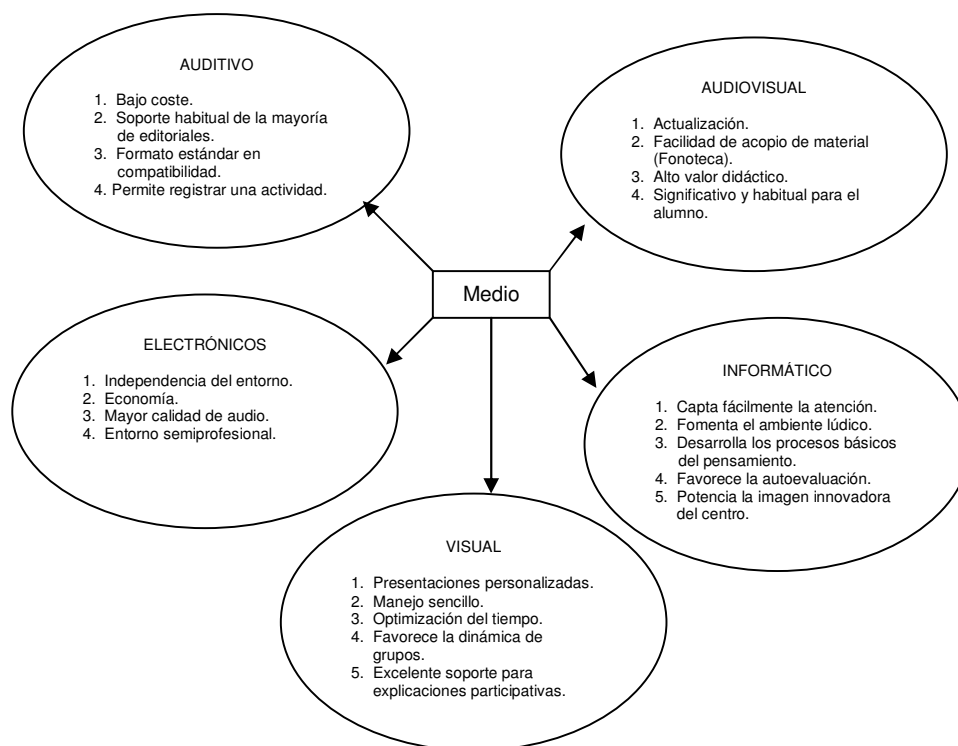 AUDITIVO
1. Bajo coste.
2. Soporte habitual de la mayoría
de editoriales.
3. Formato estándar en
compatibilidad.
4. Permite registrar una actividad.
AUDIOVISUAL
1. Actualización.
2. Facilidad de acopio de material
(Fonoteca).
3. Alto valor didáctico.
4. Significativo y habitual para el
alumno.
Medio
ELECTRÓNICOS
1. Independencia del entorno.
2. Economía.
3. Mayor calidad de audio.
4. Entorno semiprofesional.
INFORMÁTICO
1. Capta fácilmente la atención.
2. Fomenta el ambiente lúdico.
3. Desarrolla los procesos básicos
del pensamiento.
4. Favorece la autoevaluación.
5. Potencia la imagen innovadora
del centro.
VISUAL
1. Presentaciones personalizadas.
2. Manejo sencillo.
3. Optimización del tiempo.
4. Favorece la dinámica de
grupos.
5. Excelente soporte para
explicaciones participativas.